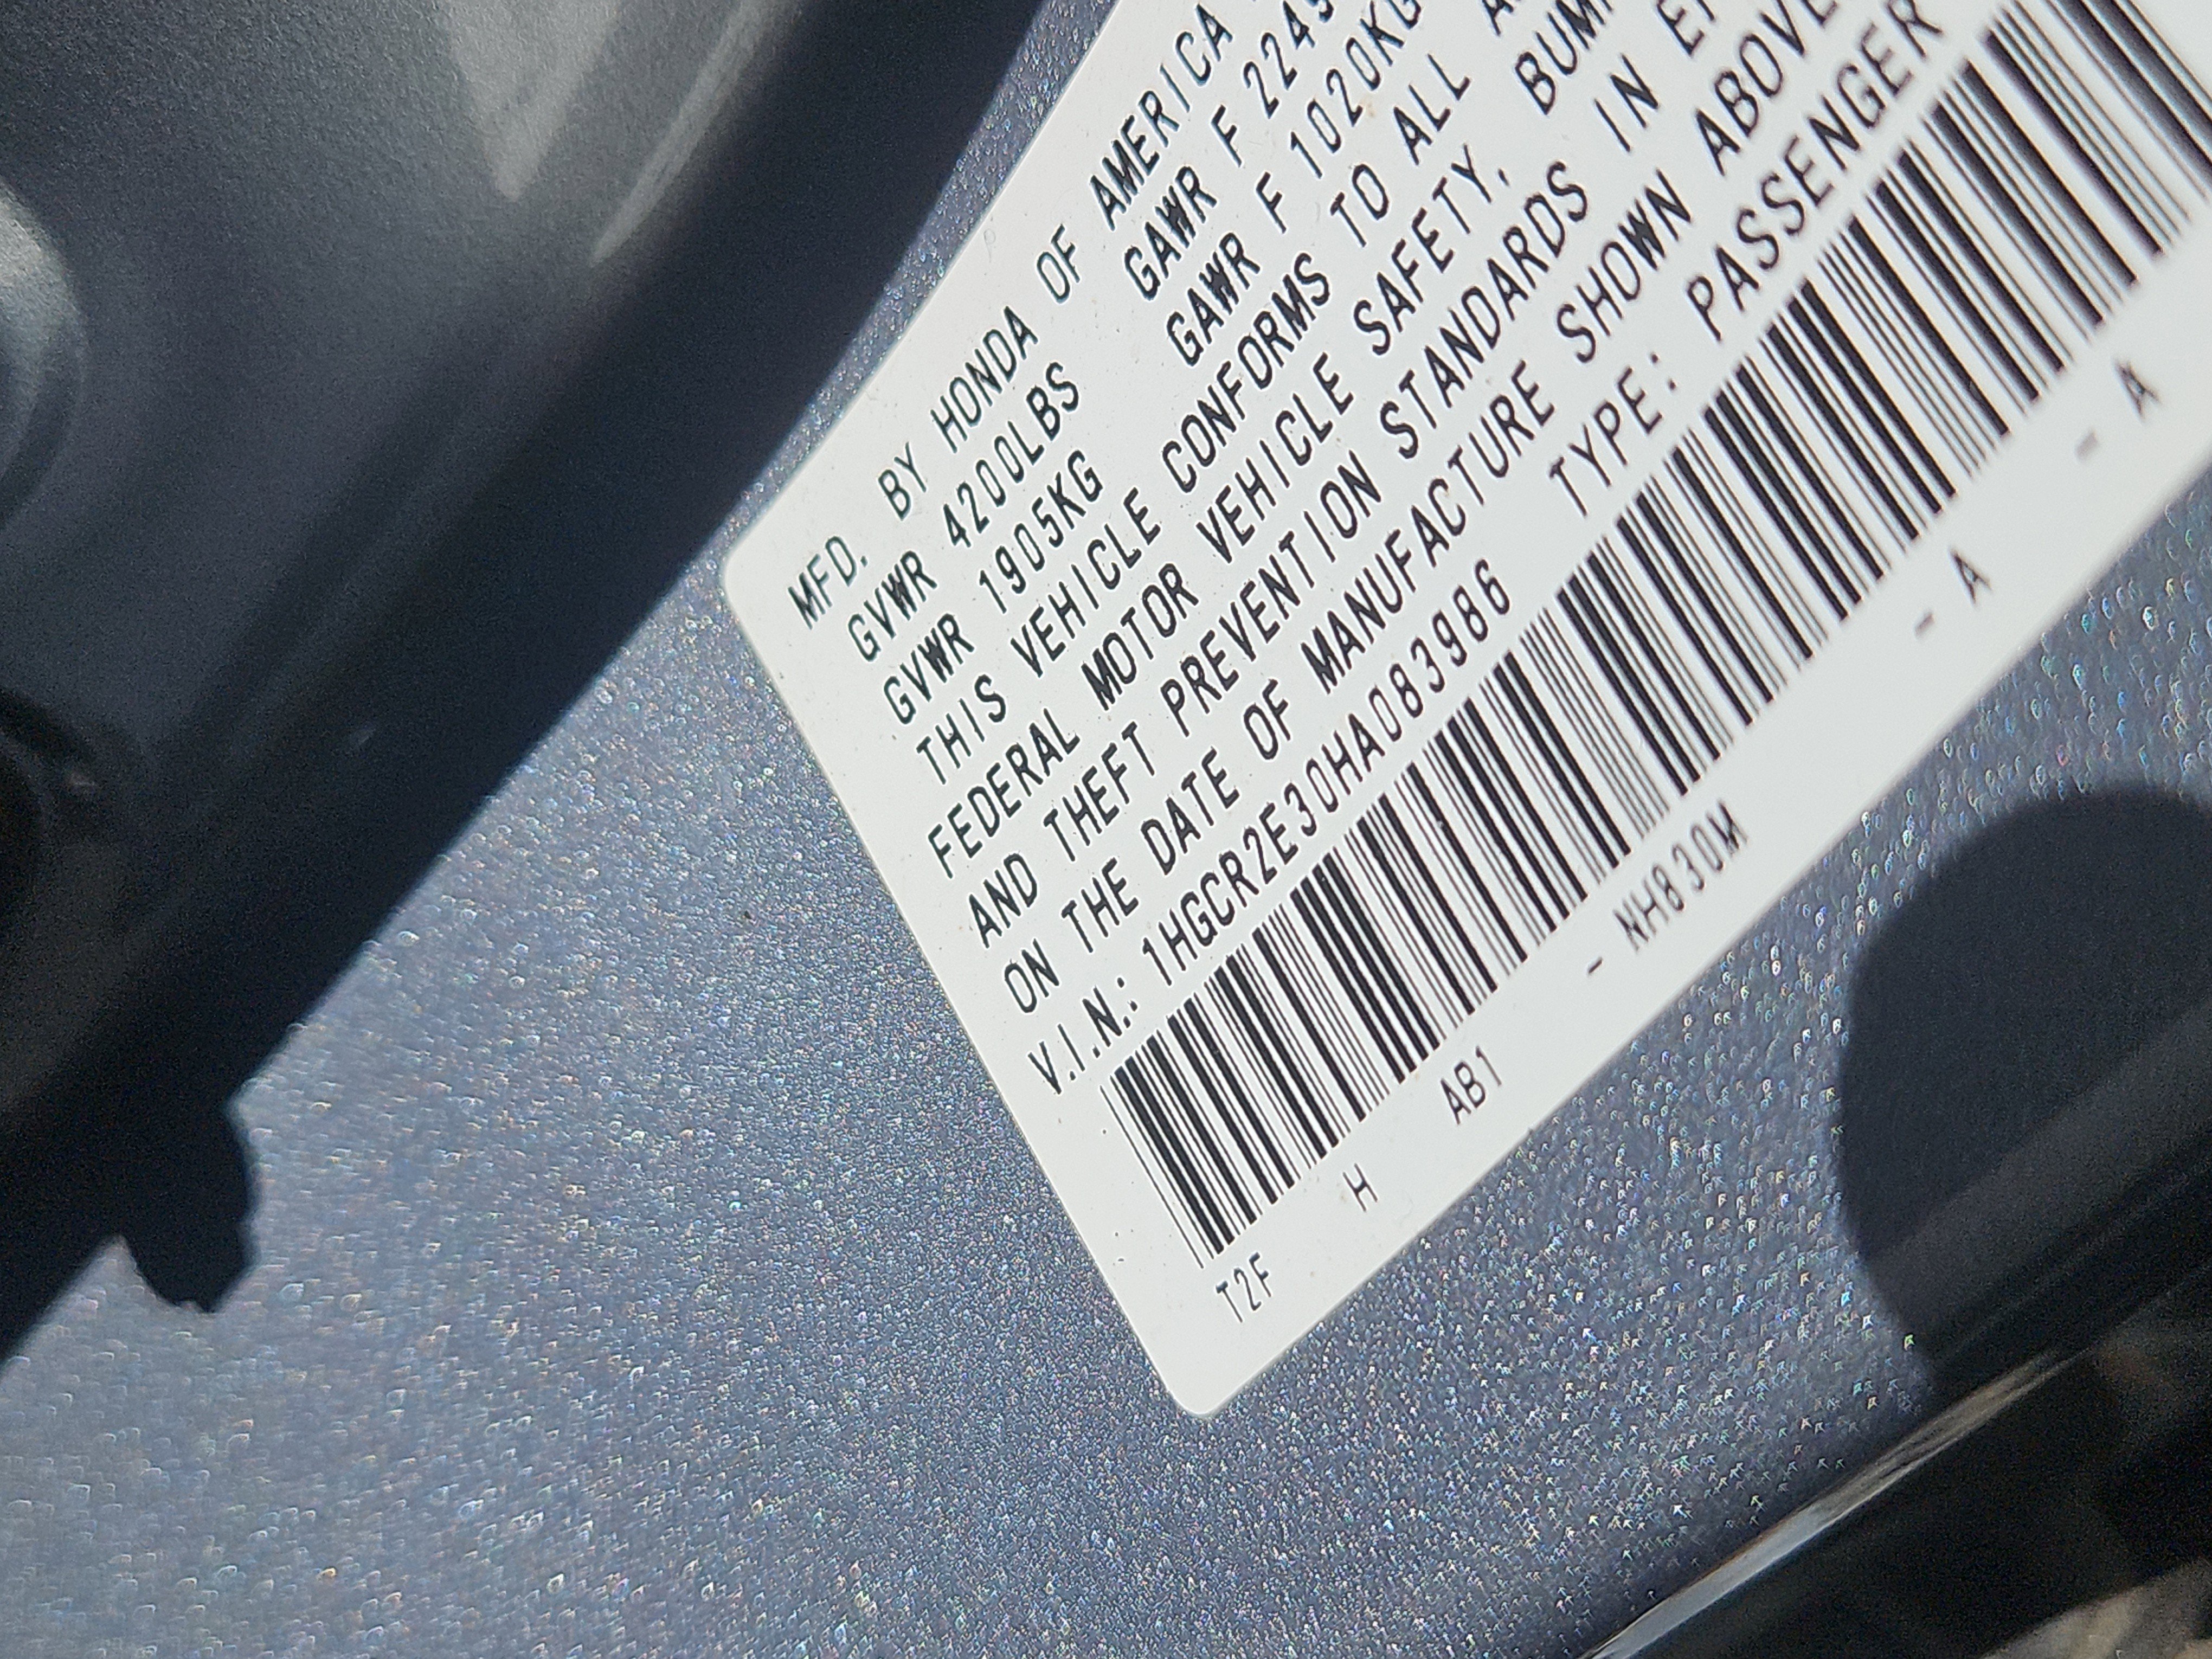 MFD. BY HONDA OF AMERICA
GVWR 4200LBS GAWR F 2249
GVWR 1905KG GAWR F 1020KG
THIS VEHICLE CONFORMS TO ALL
FEDERAL MOTOR VEHICLE SAFETY, BUM
AND THEFT PREVENTION STANDARDS IN E
ON THE DATE OF MANUFACTURE SHOWN ABOVE
V.I.N.: 1HGCR2E30HA083986 TYPE: PASSENGER
T2F H AB1 - NH830M - A - A